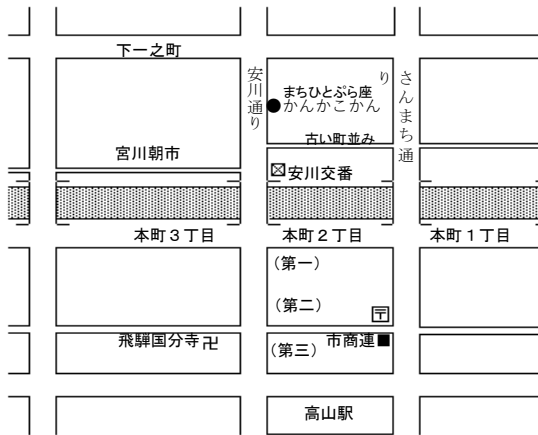 下一之町
安川通り
まちひとぷら座
かんかこかん
さんまち通り
古い町並み
宮川朝市
安川交番
本町3丁目
本町2丁目
本町1丁目
(第一)
(第二)
〒
飛騨国分寺卍
(第三)
市商連
高山駅